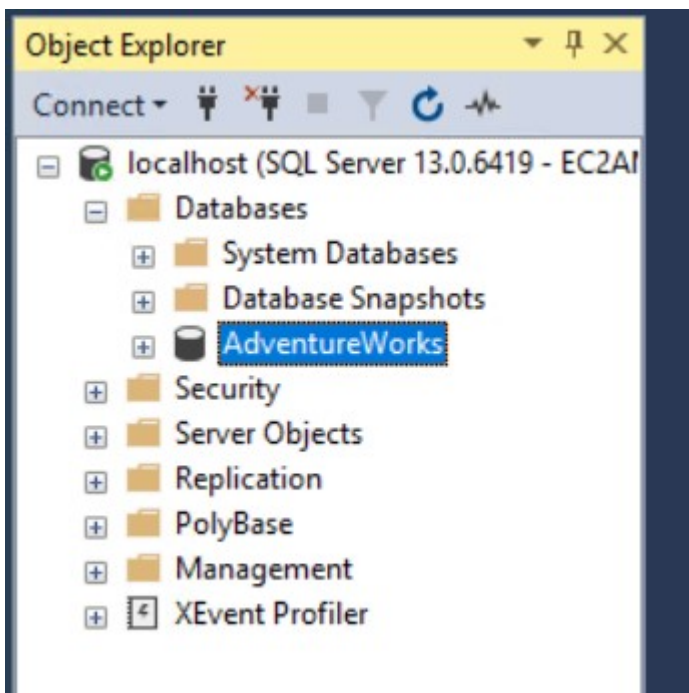 Object Explorer
Connect
localhost (SQL Server 13.0.6419 - EC2A
Databases
System Databases
Database Snapshots
AdventureWorks
Security
Server Objects
Replication
PolyBase
Management
XEvent Profiler